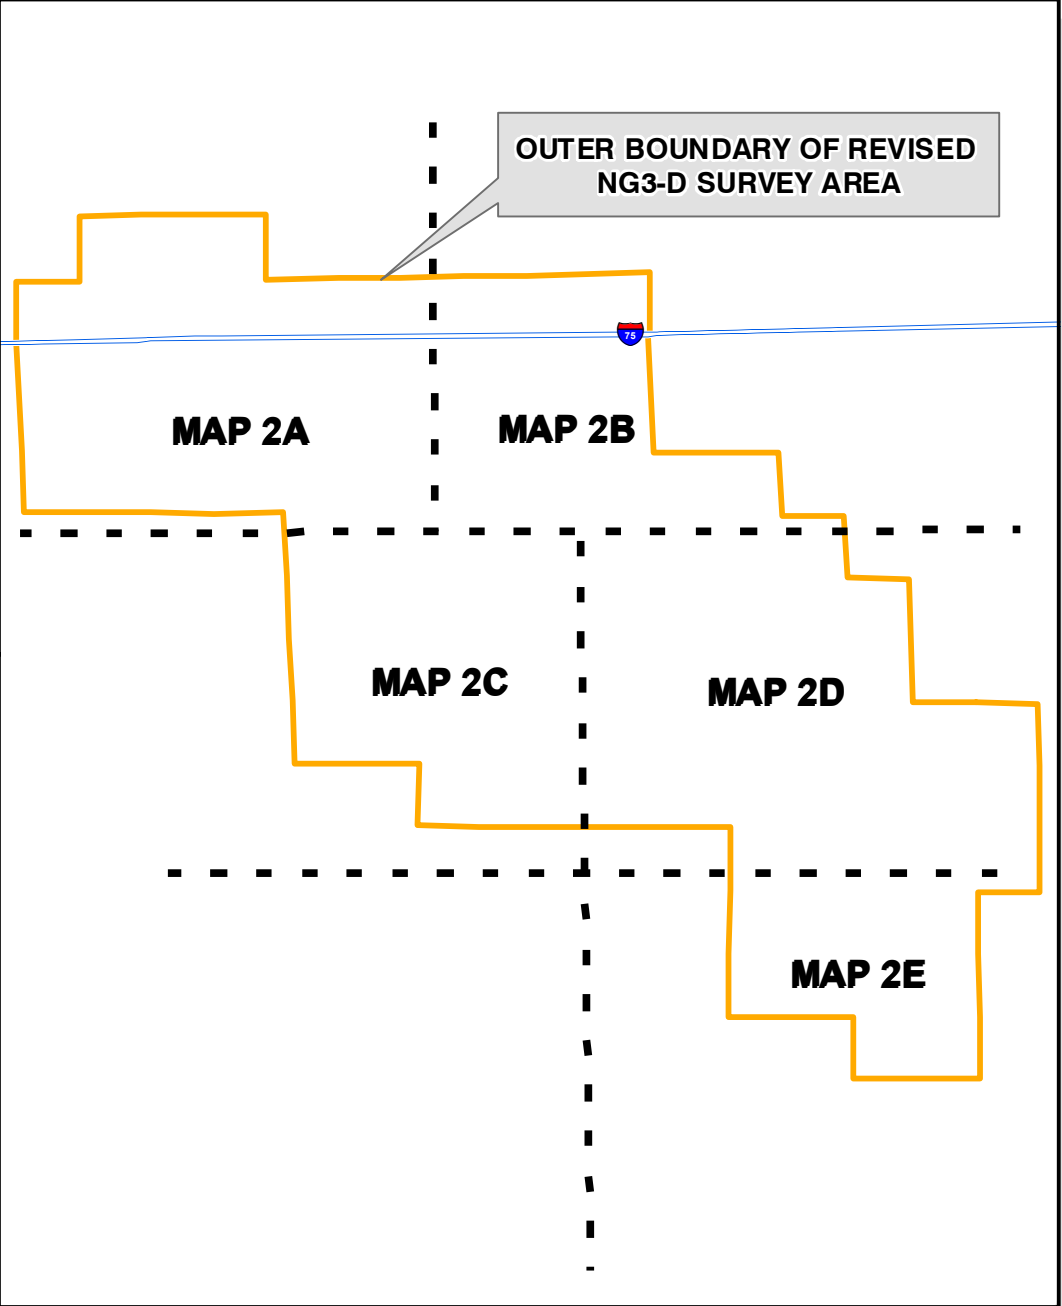 OUTER BOUNDARY OF REVISED
NG3-D SURVEY AREA
75
MAP 2A
MAP 2B
MAP 2C
MAP 2D
MAP 2E